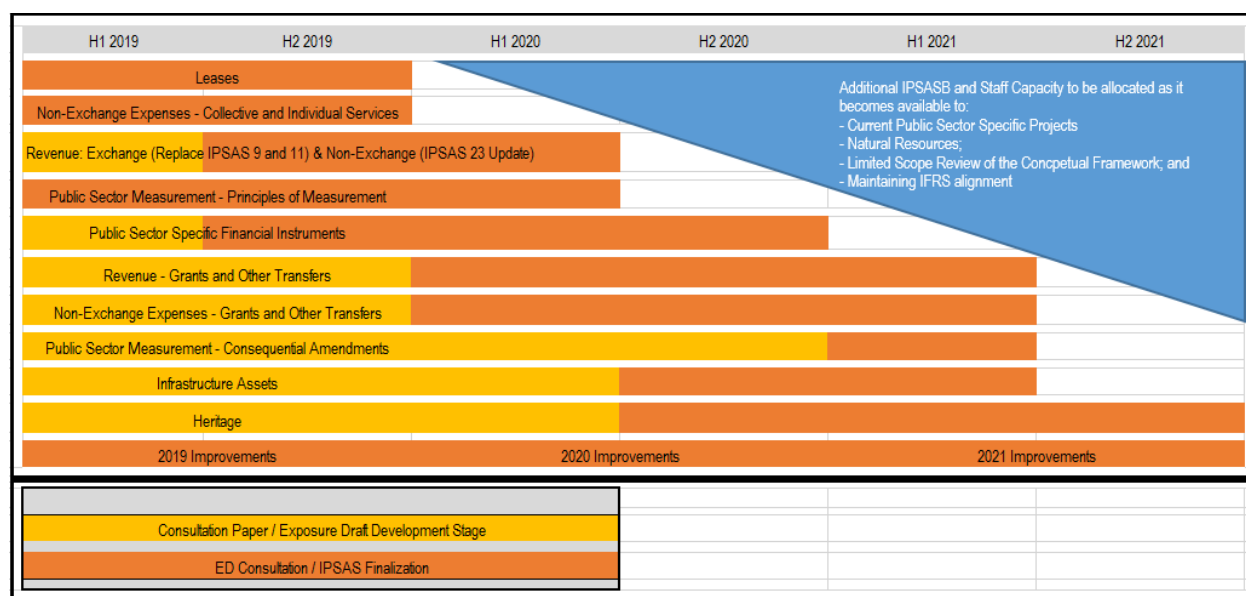 H1 2019 H2 2019 H1 2020 H2 2020 H1 2021 H2 2021
Leases
Non-Exchange Expenses - Collective and Individual Services
Revenue: Exchange (Replace IPSAS 9 and 11) & Non-Exchange (IPSAS 23 Update)
Public Sector Measurement - Principles of Measurement
Public Sector Specific Financial Instruments
Revenue - Grants and Other Transfers
Non-Exchange Expenses - Grants and Other Transfers
Public Sector Measurement - Consequential Amendments
Infrastructure Assets
Heritage
2019 Improvements 2020 Improvements 2021 Improvements
Additional IPSASB and Staff Capacity to be allocated as it
becomes available to:
- Current Public Sector Specific Projects
- Natural Resources;
- Limited Scope Review of the Concpetual Framework; and
- Maintaining IFRS alignment
Consultation Paper / Exposure Draft Development Stage
ED Consultation / IPSAS Finalization